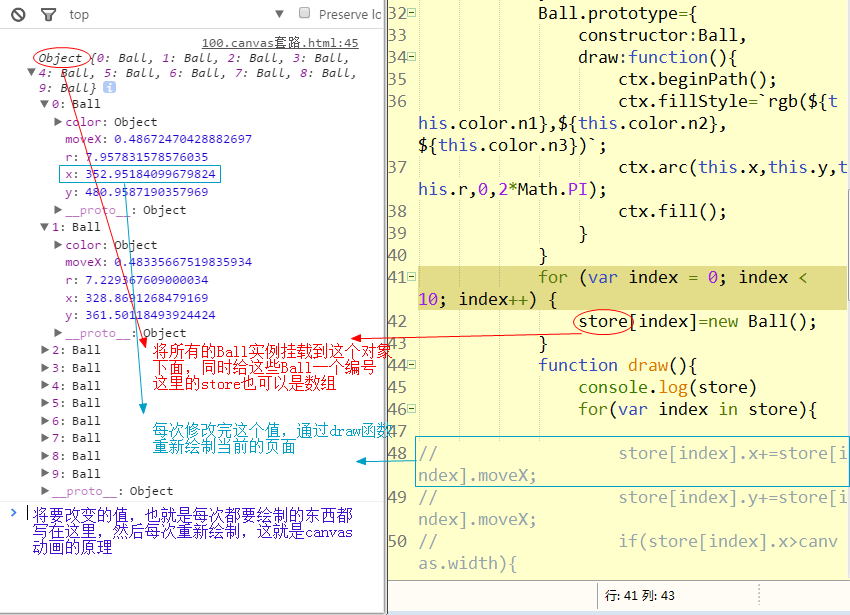 top
Preserve lo
100.canvas套路.html:45
Object {0: Ball, 1: Ball, 2: Ball, 3: Ball,
4: Ball, 5: Ball, 6: Ball, 7: Ball, 8: Ball,
9: Ball}
0: Ball
color: Object
moveX: 0.48672470428882697
r: 7.957831578576035
x: 352.95184099679824
y: 480.9587190357969
__proto__: Object
1: Ball
color: Object
moveX: 0.48335667519835934
r: 7.229367609000034
x: 328.8691268479169
y: 361.50118493924424
__proto__: Object
2: Ball
3: Ball
4: Ball
5: Ball
6: Ball
7: Ball
8: Ball
9: Ball
__proto__: Object
将所有的Ball实例挂载到这个对象
下面，同时给这些Ball一个编号
这里的store也可以是数组
每次修改完这个值，通过draw函数
重新绘制当前的页面
将要改变的值，也就是每次都要绘制的东西都
写在这里，然后每次重新绘制，这就是canvas
动画的原理
32 Ball.prototype={
33 constructor:Ball,
34 draw:function(){
35 ctx.beginPath();
36 ctx.fillStyle=`rgb(${t
his.color.n1},${this.color.n2},
${this.color.n3})`;
37 ctx.arc(this.x,this.y,t
his.r,0,2*Math.PI);
38 ctx.fill();
39 }
40 }
41 for (var index = 0; index <
10; index++) {
42 store[index]=new Ball();
43 }
44 function draw(){
45 console.log(store)
46 for(var index in store){
47
48 // store[index].x+=store[i
ndex].moveX;
49 // store[index].y+=store[i
ndex].moveX;
50 // if(store[index].x>canv
as.width){
行: 41 列: 43